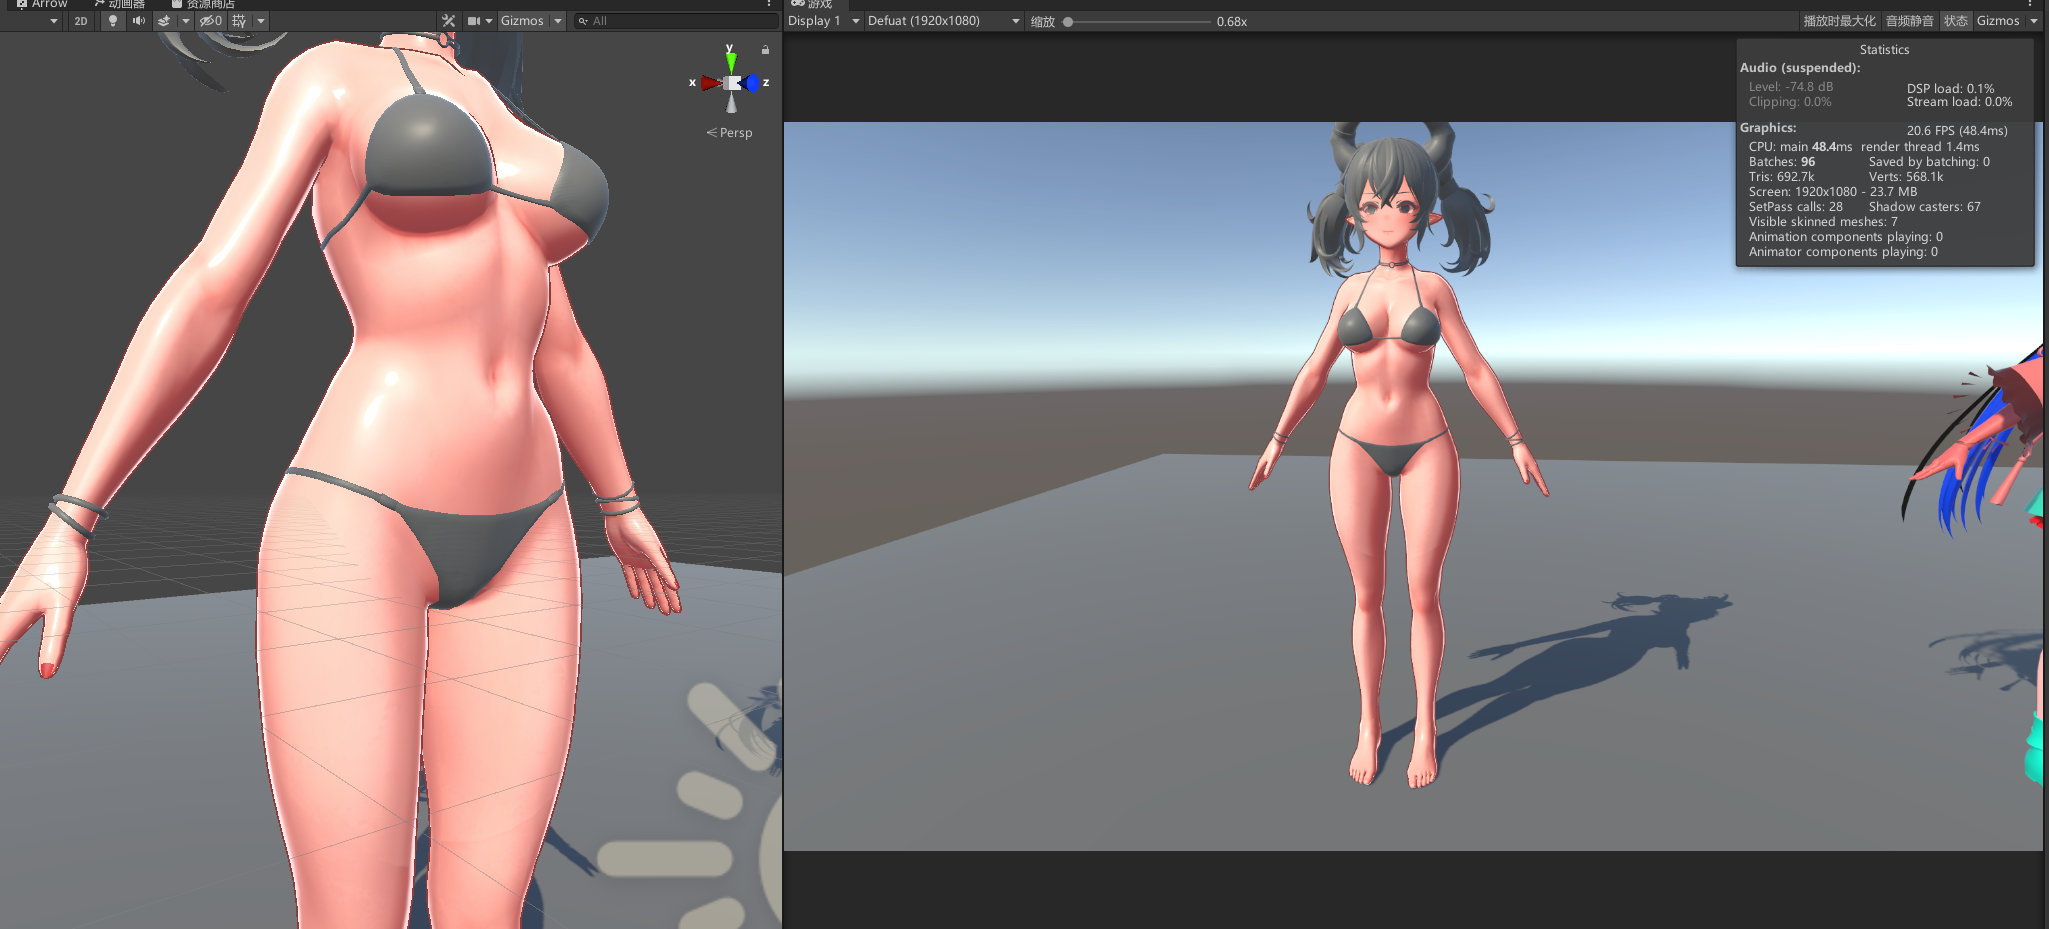 Arrow 动画器 资源商店
2D 0 Gizmos All
y
x z
Persp
游戏
Display 1 Defuat (1920x1080) 缩放 0.68x 播放时最大化 音频静音 状态 Gizmos
Statistics
Audio (suspended):
Level: -74.8 dB DSP load: 0.1%
Clipping: 0.0% Stream load: 0.0%
Graphics: 20.6 FPS (48.4ms)
CPU: main 48.4ms render thread 1.4ms
Batches: 96 Saved by batching: 0
Tris: 692.7k Verts: 568.1k
Screen: 1920x1080 - 23.7 MB
SetPass calls: 28 Shadow casters: 67
Visible skinned meshes: 7
Animation components playing: 0
Animator components playing: 0